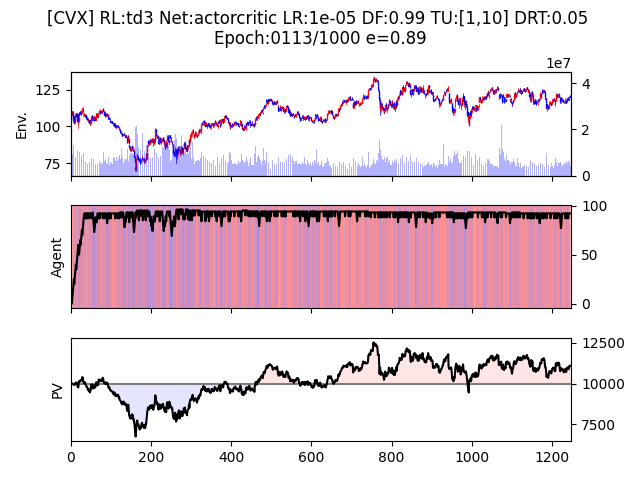 [CVX] RL:td3 Net:actorcritic LR:1e-05 DF:0.99 TU:[1,10] DRT:0.05
Epoch:0113/1000 e=0.89
1e7
Env.
125
100
75
4
2
0
Agent
100
50
0
PV
12500
10000
7500
0 200 400 600 800 1000 1200